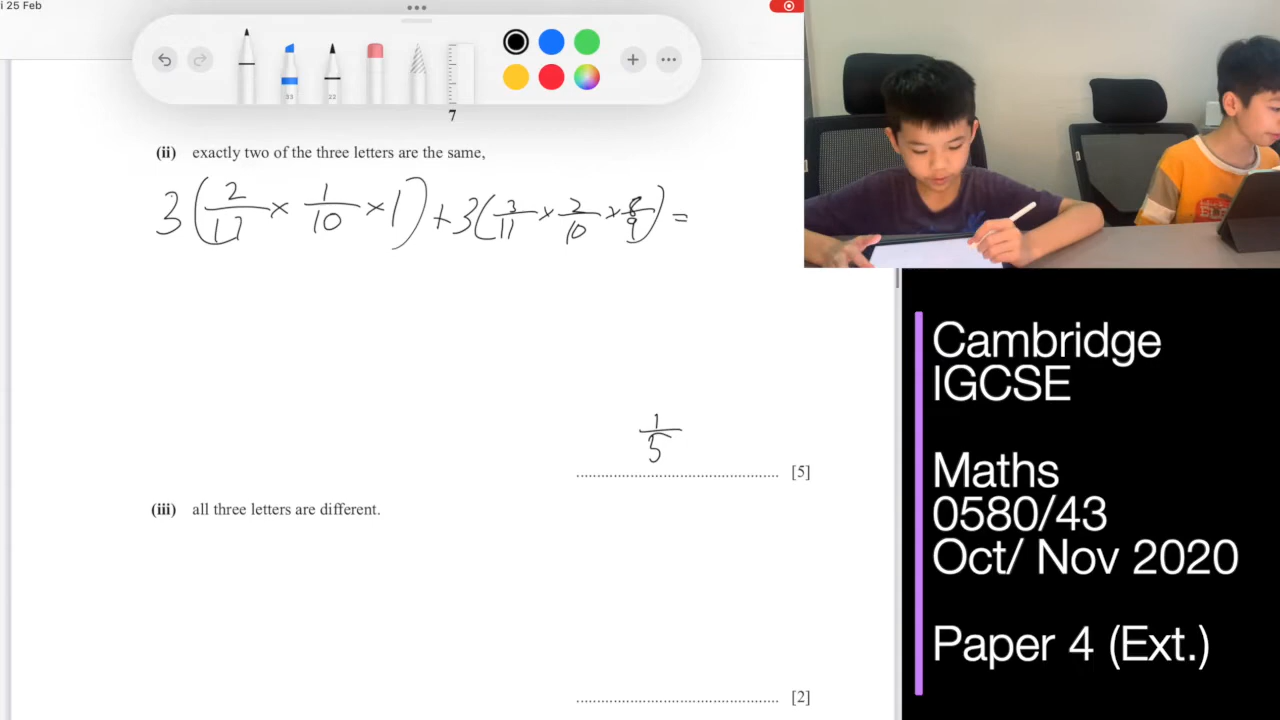 i 25 Feb
33
22
7
(ii) exactly two of the three letters are the same,
3(2/11 × 1/10 × 1) + 3(3/11 × 2/10 × 8/9) =
1/5
[5]
(iii) all three letters are different.
[2]
Cambridge
IGCSE
Maths
0580/43
Oct/ Nov 2020
Paper 4 (Ext.)